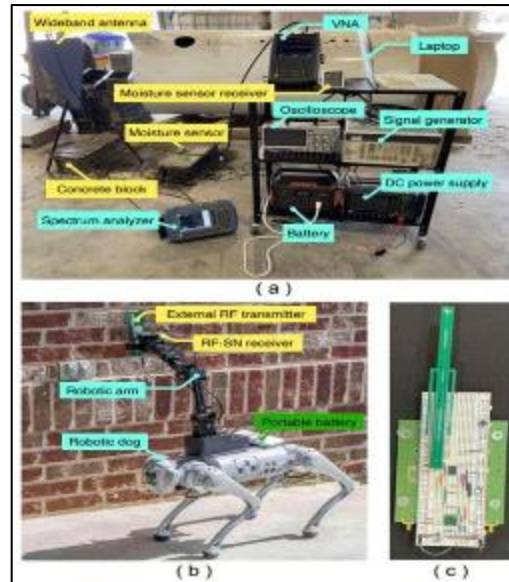 Wideband antenna
VNA
Laptop
Moisture sensor receiver
Oscilloscope
Moisture sensor
Signal generator
Concrete block
DC power supply
Spectrum analyzer
Battery
( a )
External RF transmitter
RF-SN receiver
Robotic arm
Portable battery
Robotic dog
( b )
( c )